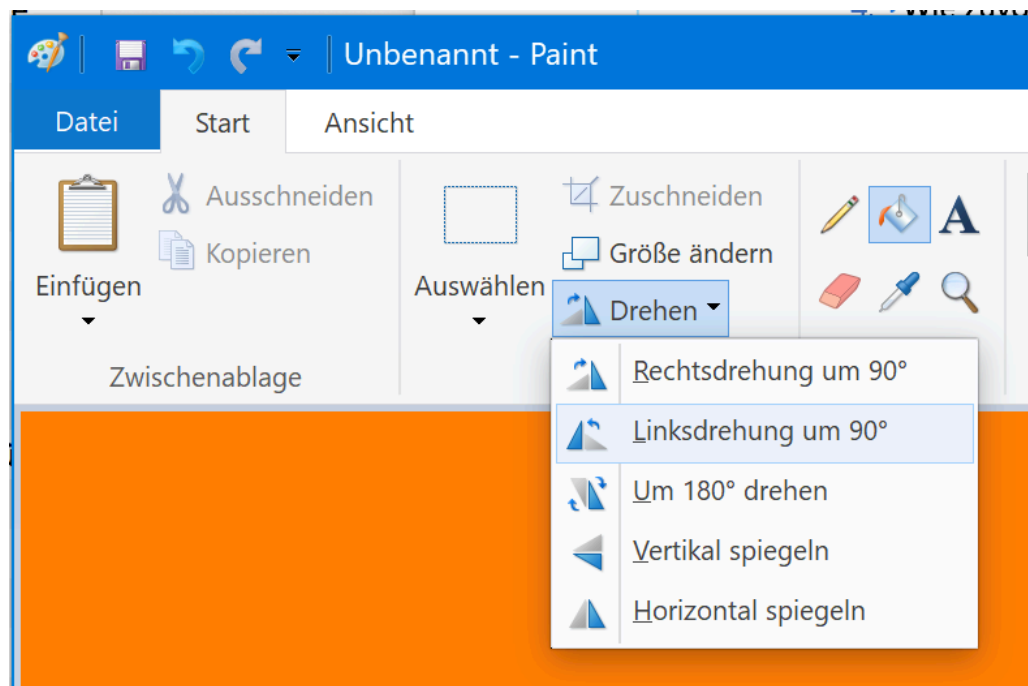 Unbenannt - Paint
Datei Start Ansicht
Ausschneiden
Kopieren
Einfügen
Zwischenablage
Auswählen
Zuschneiden
Größe ändern
Drehen
A
Rechtsdrehung um 90°
Linksdrehung um 90°
Um 180° drehen
Vertikal spiegeln
Horizontal spiegeln